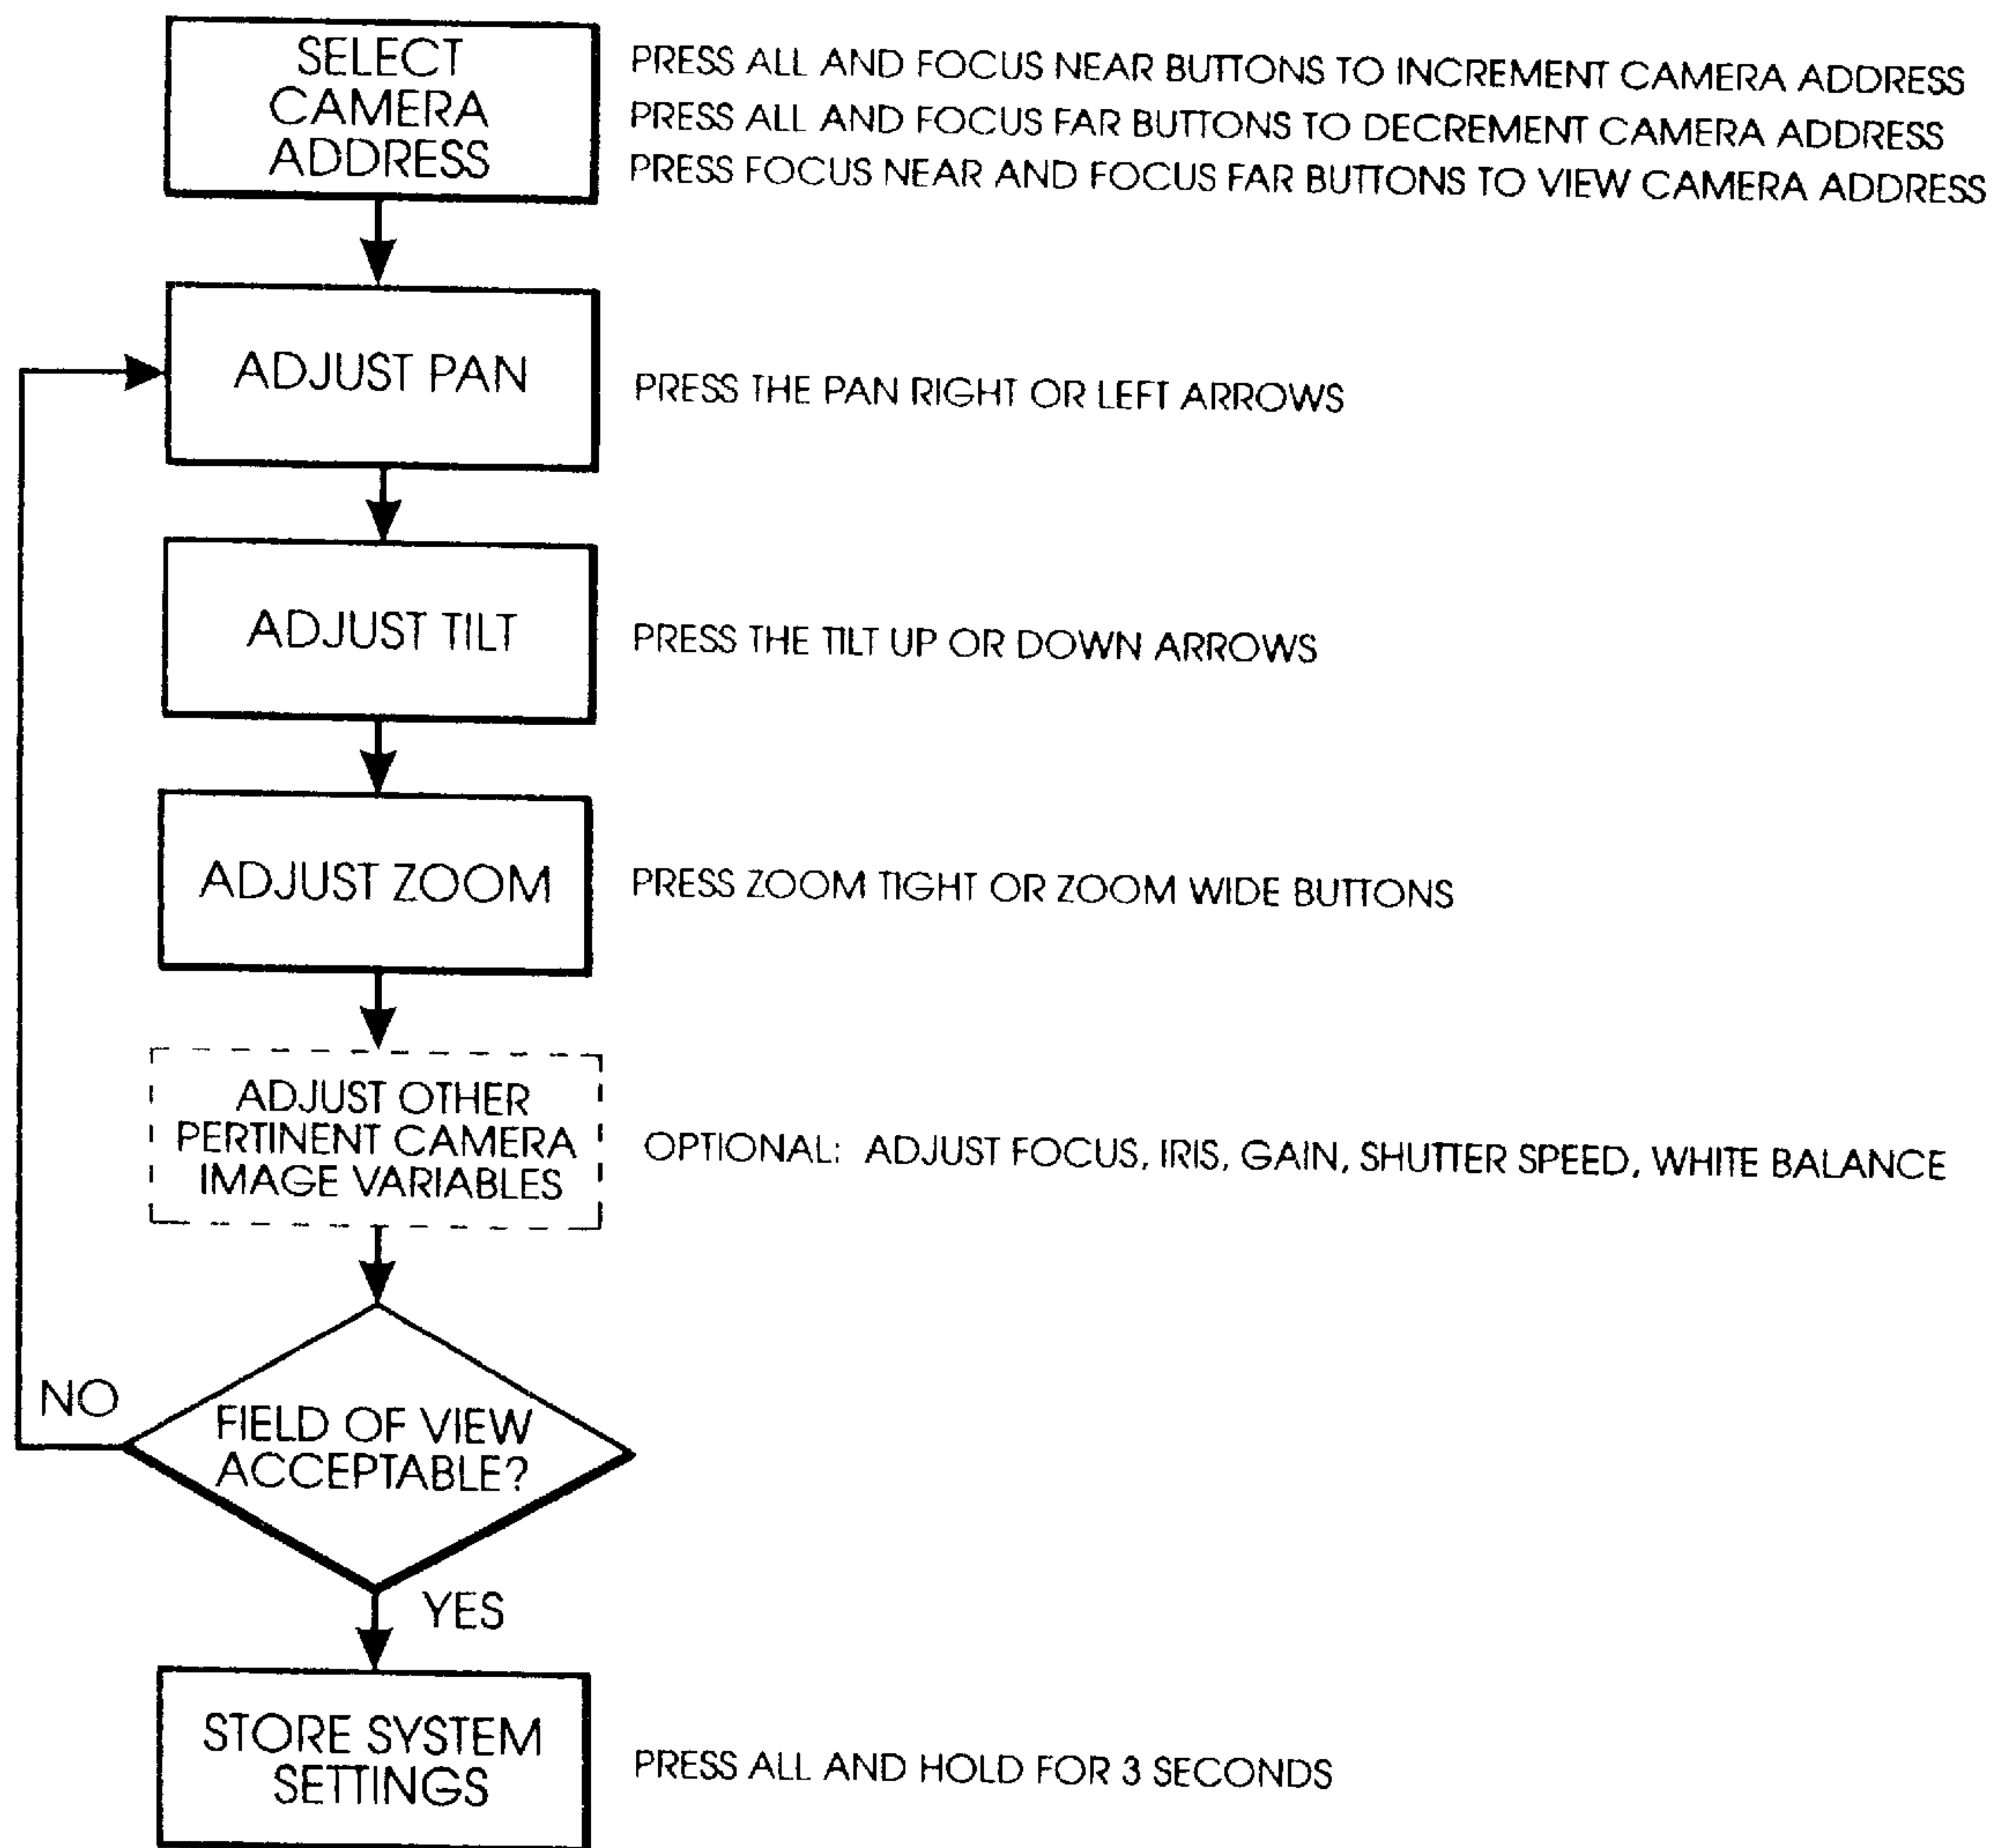 SELECT
CAMERA
ADDRESS
PRESS ALL AND FOCUS NEAR BUTTONS TO INCREMENT CAMERA ADDRESS
PRESS ALL AND FOCUS FAR BUTTONS TO DECREMENT CAMERA ADDRESS
PRESS FOCUS NEAR AND FOCUS FAR BUTTONS TO VIEW CAMERA ADDRESS
ADJUST PAN
PRESS THE PAN RIGHT OR LEFT ARROWS
ADJUST TILT
PRESS THE TILT UP OR DOWN ARROWS
ADJUST ZOOM
PRESS ZOOM TIGHT OR ZOOM WIDE BUTTONS
ADJUST OTHER
PERTINENT CAMERA
IMAGE VARIABLES
OPTIONAL: ADJUST FOCUS, IRIS, GAIN, SHUTTER SPEED, WHITE BALANCE
NO
FIELD OF VIEW
ACCEPTABLE?
YES
STORE SYSTEM
SETTINGS
PRESS ALL AND HOLD FOR 3 SECONDS